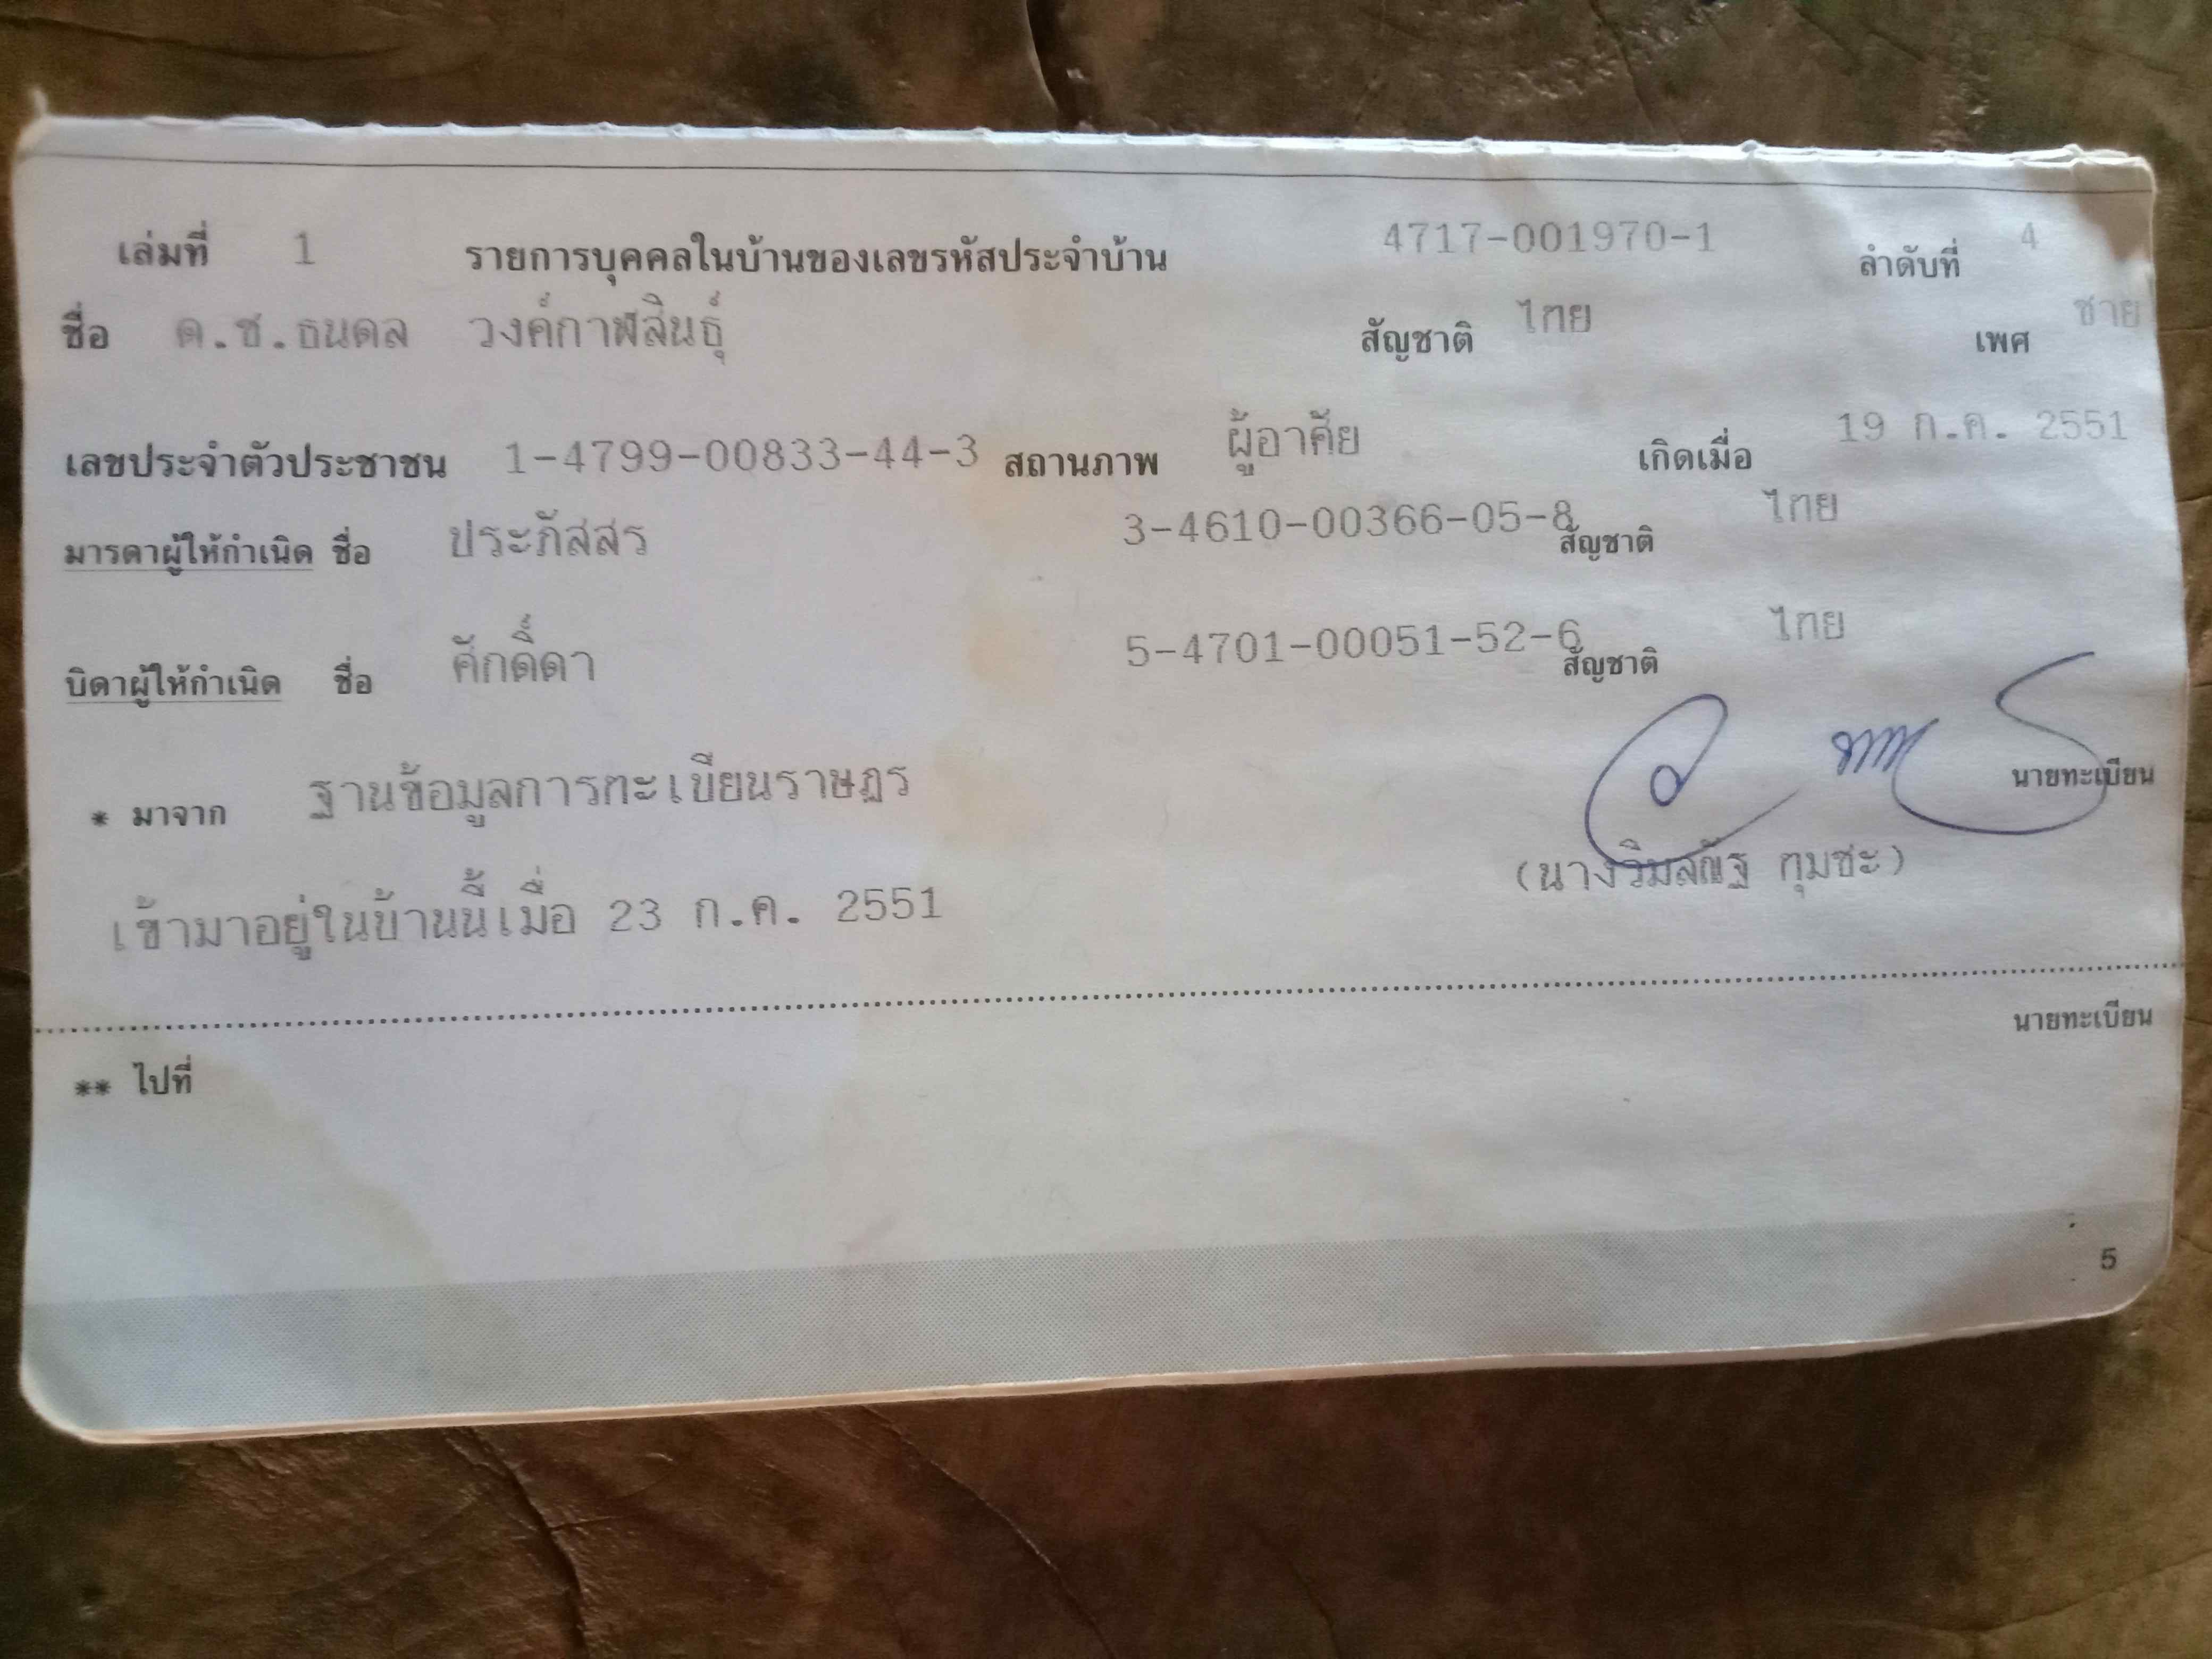 เล่มที่ 1 รายการบุคคลในบ้านของเลขรหัสประจำบ้าน 4717-001970-1 ลำดับที่ 4
ชื่อ ด.ช.ธนดล วงค์กาฬสินธุ์ สัญชาติ ไทย เพศ ชาย
เลขประจำตัวประชาชน 1-4799-00833-44-3 สถานภาพ ผู้อาศัย เกิดเมื่อ 19 ก.ค. 2551
มารดาผู้ให้กำเนิด ชื่อ ประภัสสร 3-4610-00366-05-8 สัญชาติ ไทย
บิดาผู้ให้กำเนิด ชื่อ ศักดิ์ดา 5-4701-00051-52-6 สัญชาติ ไทย
* มาจาก ฐานข้อมูลการทะเบียนราษฎร นายทะเบียน
(นางวิมลณัฐ ทุมชะ)
เข้ามาอยู่ในบ้านนี้เมื่อ 23 ก.ค. 2551
นายทะเบียน
** ไปที่
5